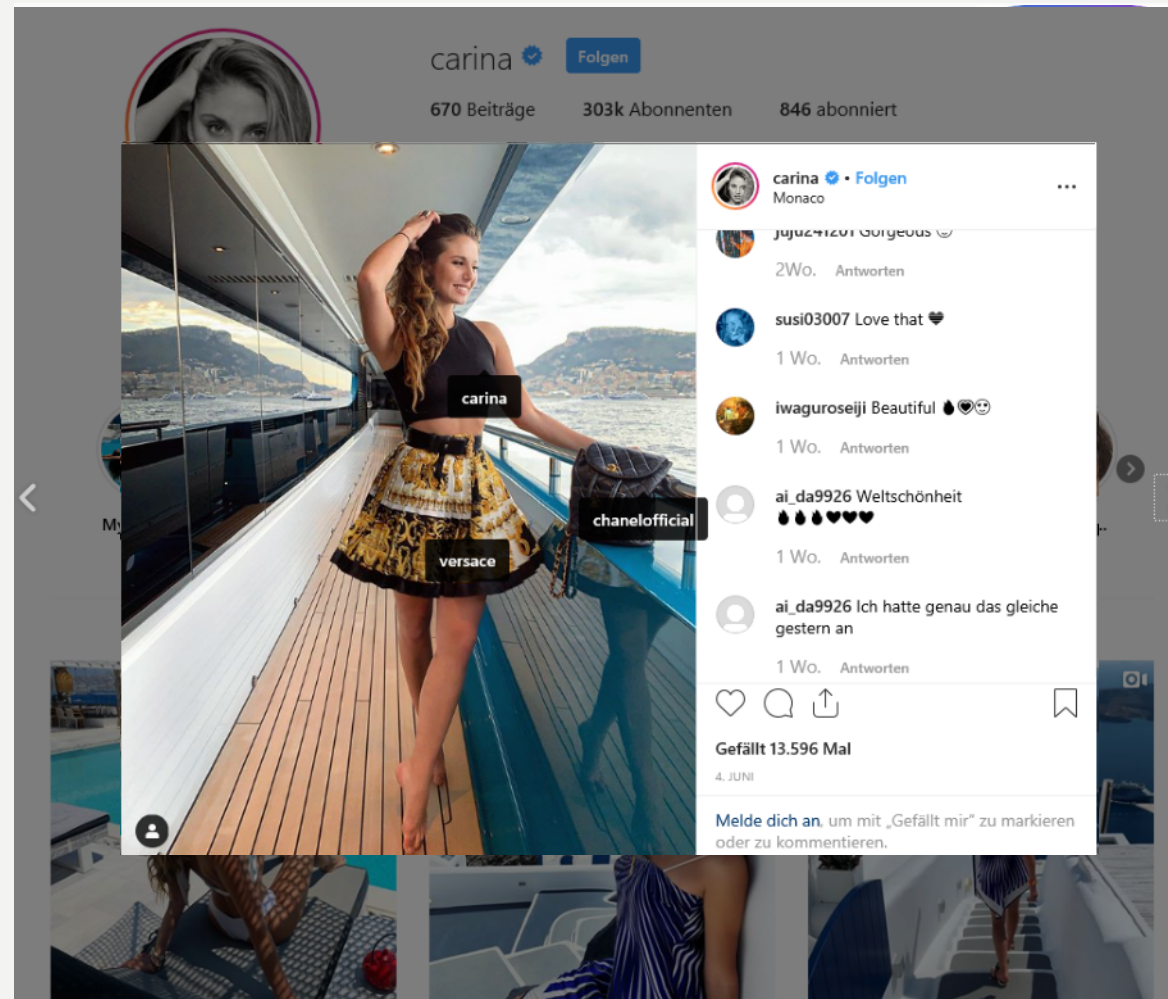 carina
Folgen
670 Beiträge 303k Abonnenten 846 abonniert
carina
chanelofficial
versace
carina • Folgen
Monaco
juju241201 Gorgeous
2Wo. Antworten
susi03007 Love that
1 Wo. Antworten
iwaguroseiji Beautiful
1 Wo. Antworten
ai_da9926 Weltschönheit
1 Wo. Antworten
ai_da9926 Ich hatte genau das gleiche
gestern an
1 Wo. Antworten
Gefällt 13.596 Mal
4. JUNI
Melde dich an, um mit „Gefällt mir" zu markieren
oder zu kommentieren.